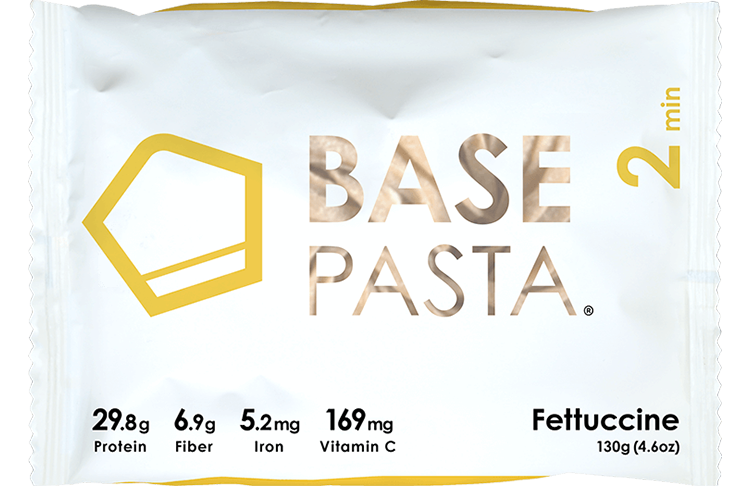 BASE
PASTA®
2 min
29.8g 6.9g 5.2mg 169mg
Protein Fiber Iron Vitamin C
Fettuccine
130g (4.6oz)